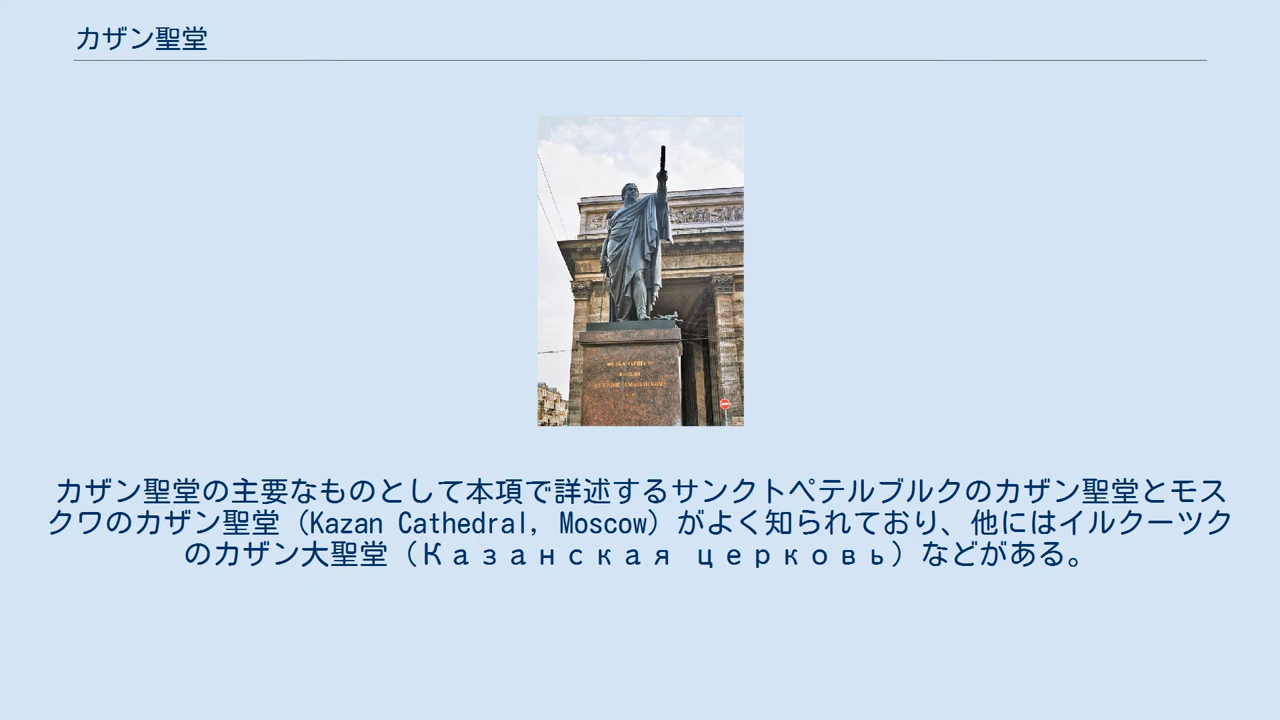 カザン聖堂
カザン聖堂の主要なものとして本項で詳述するサンクトペテルブルクのカザン聖堂とモス
クワのカザン聖堂（Kazan Cathedral, Moscow）がよく知られており、他にはイルクーツク
のカザン大聖堂（Казанская церковь）などがある。